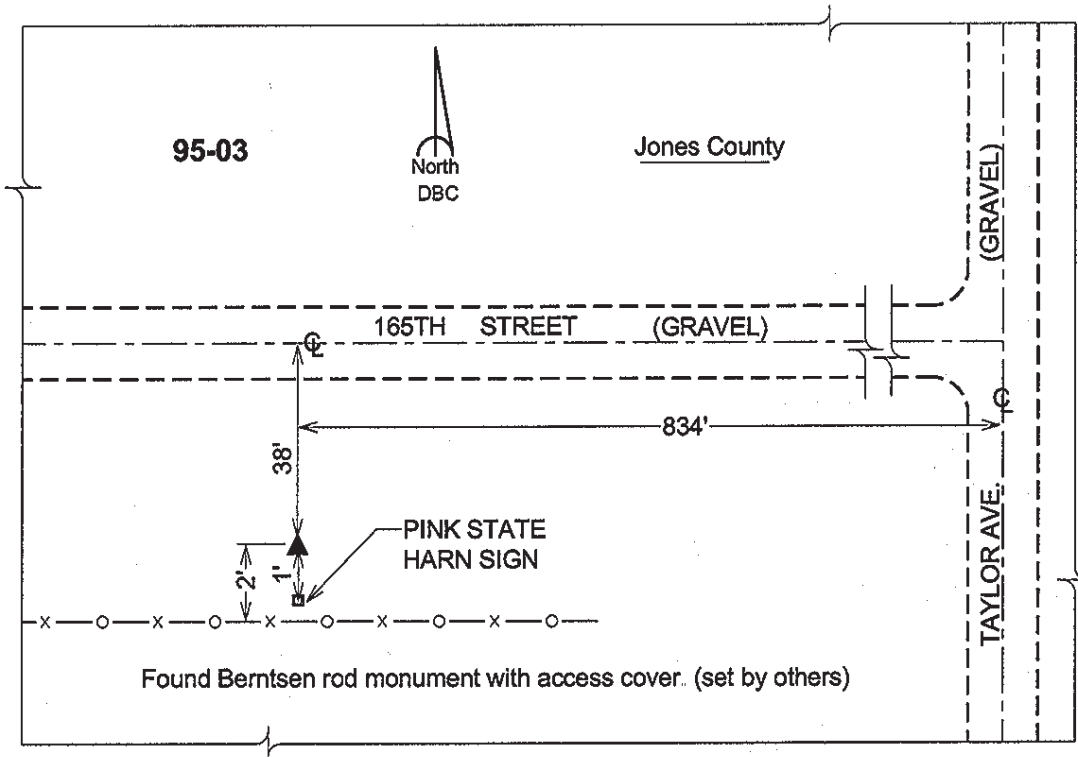 95-03
North
DBC
Jones County
(GRAVEL)
165TH STREET (GRAVEL)
℄
℄
834'
38'
PINK STATE
HARN SIGN
2'
1'
TAYLOR AVE.
x o x o x o x o x o
Found Berntsen rod monument with access cover. (set by others)